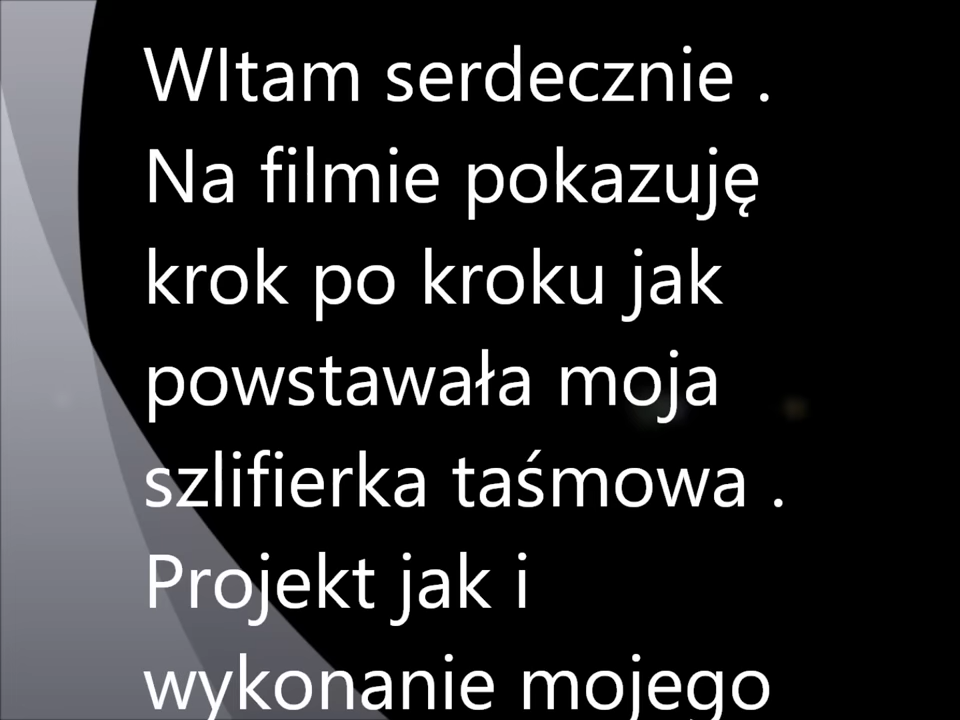 WItam serdecznie .
Na filmie pokazuję
krok po kroku jak
powstawała moja
szlifierka taśmowa .
Projekt jak i
wykonanie mojego